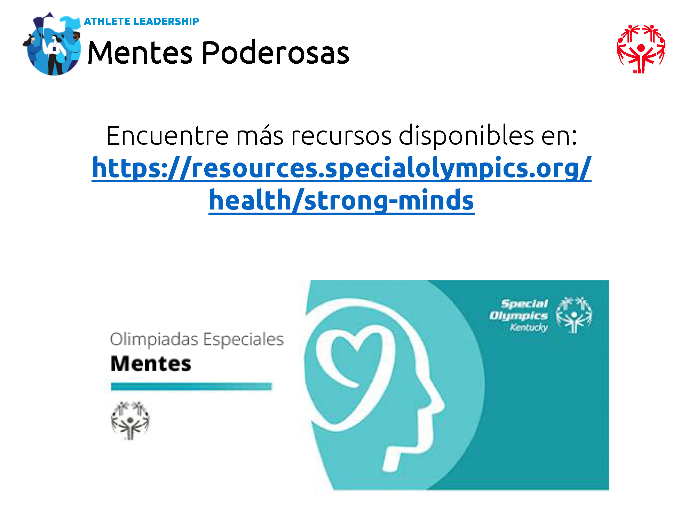 ATHLETE LEADERSHIP
Mentes Poderosas
Encuentre más recursos disponibles en:
https://resources.specialolympics.org/
health/strong-minds
Olimpiadas Especiales
Mentes
Special
Olympics
Kentucky